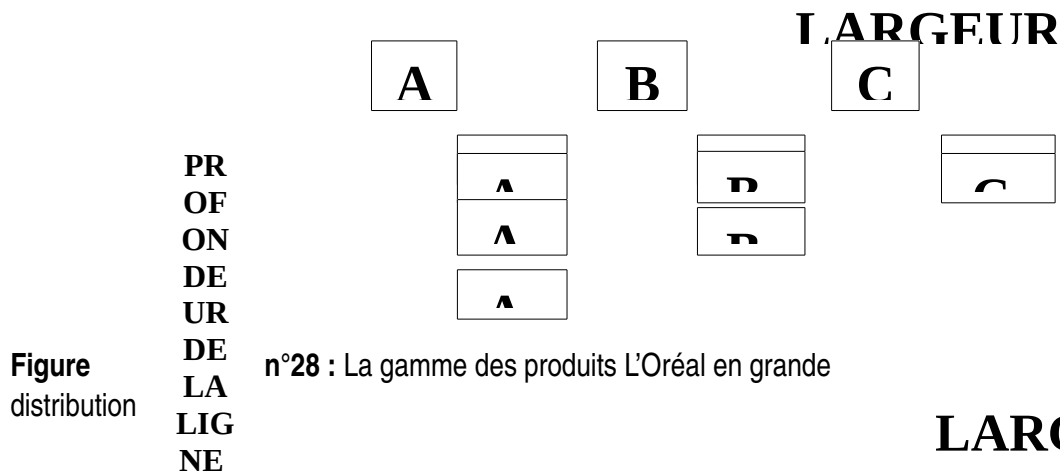 LARGEUR
A B C
A B C
A B
A
PR
OF
ON
DE
UR
DE
LA
LIG
NE
Figure n°28 : La gamme des produits L’Oréal en grande
distribution